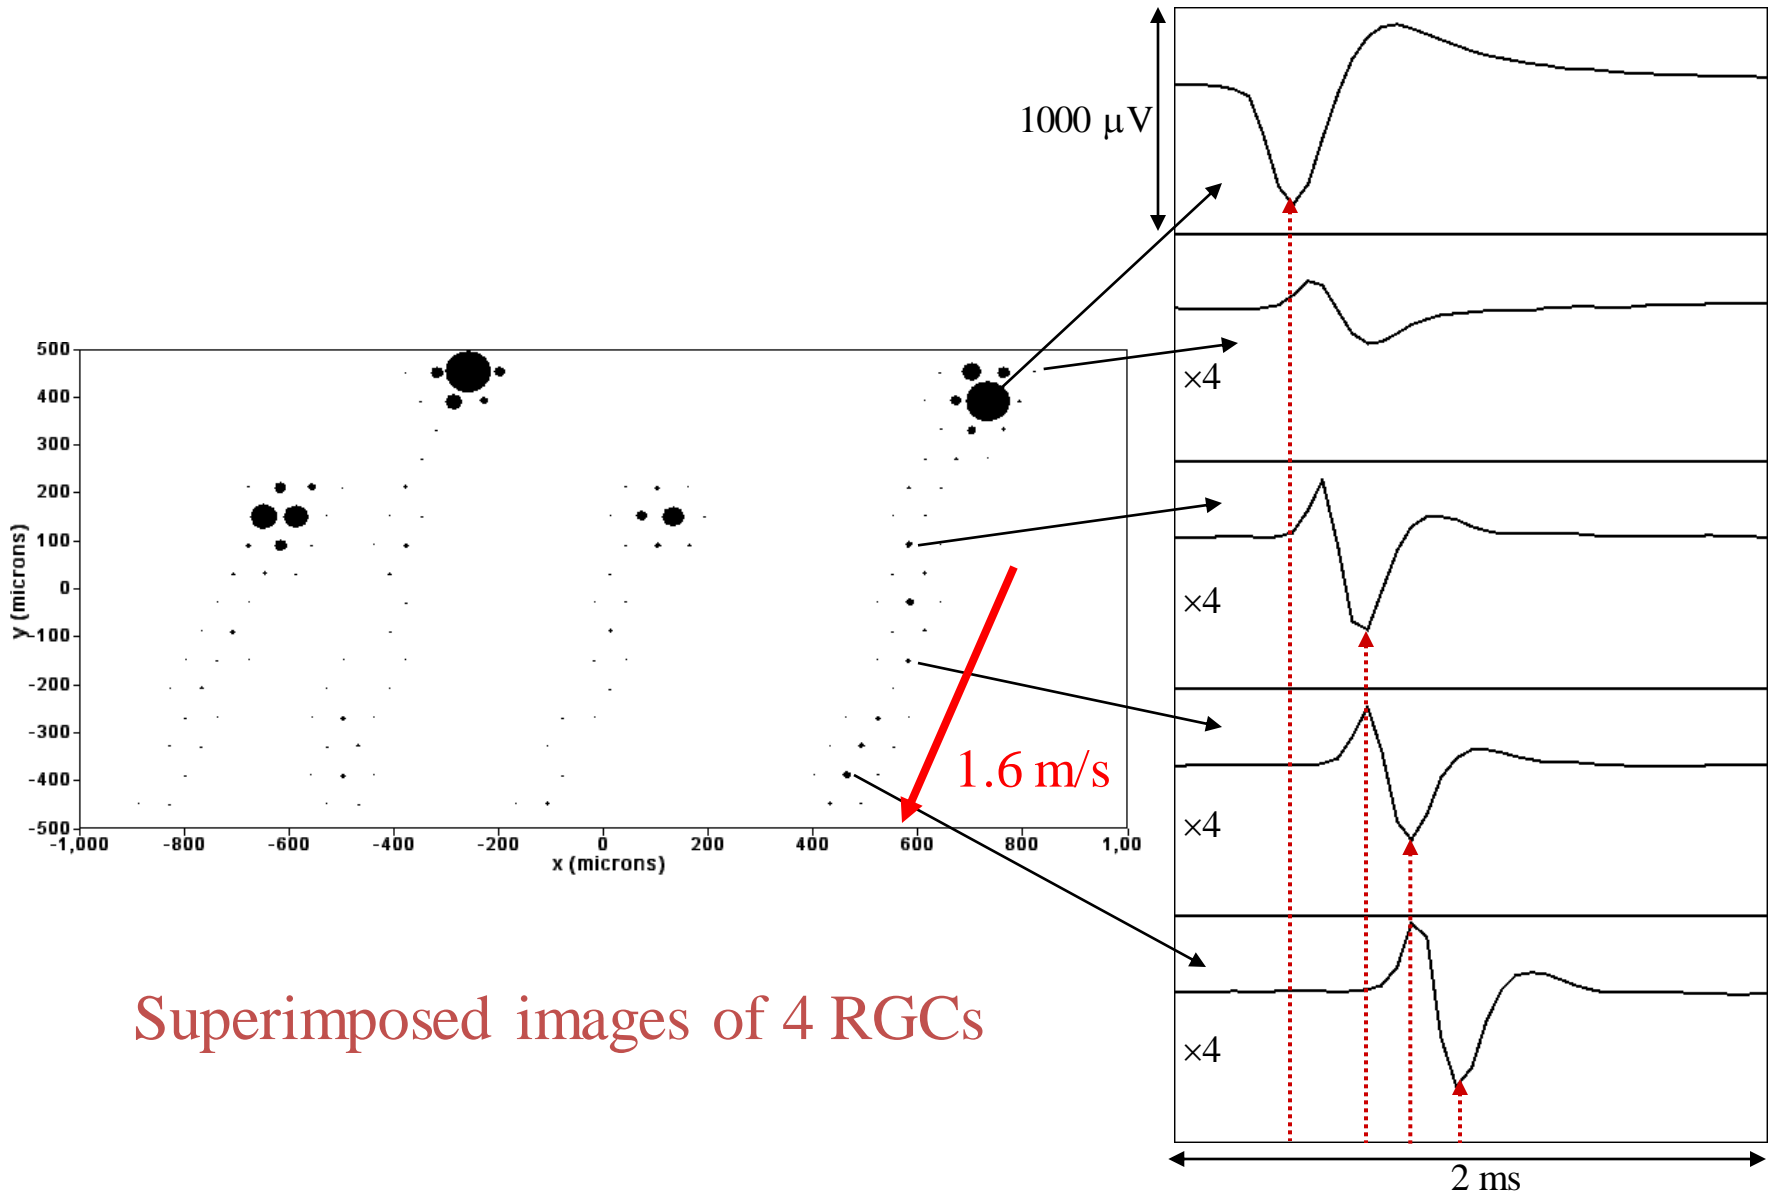 1000 µV
×4
×4
×4
×4
2 ms
500
400
300
200
100
0
-100
-200
-300
-400
-500
y (microns)
-1,000 -800 -600 -400 -200 0 200 400 600 800 1,00
x (microns)
1.6 m/s
Superimposed images of 4 RGCs